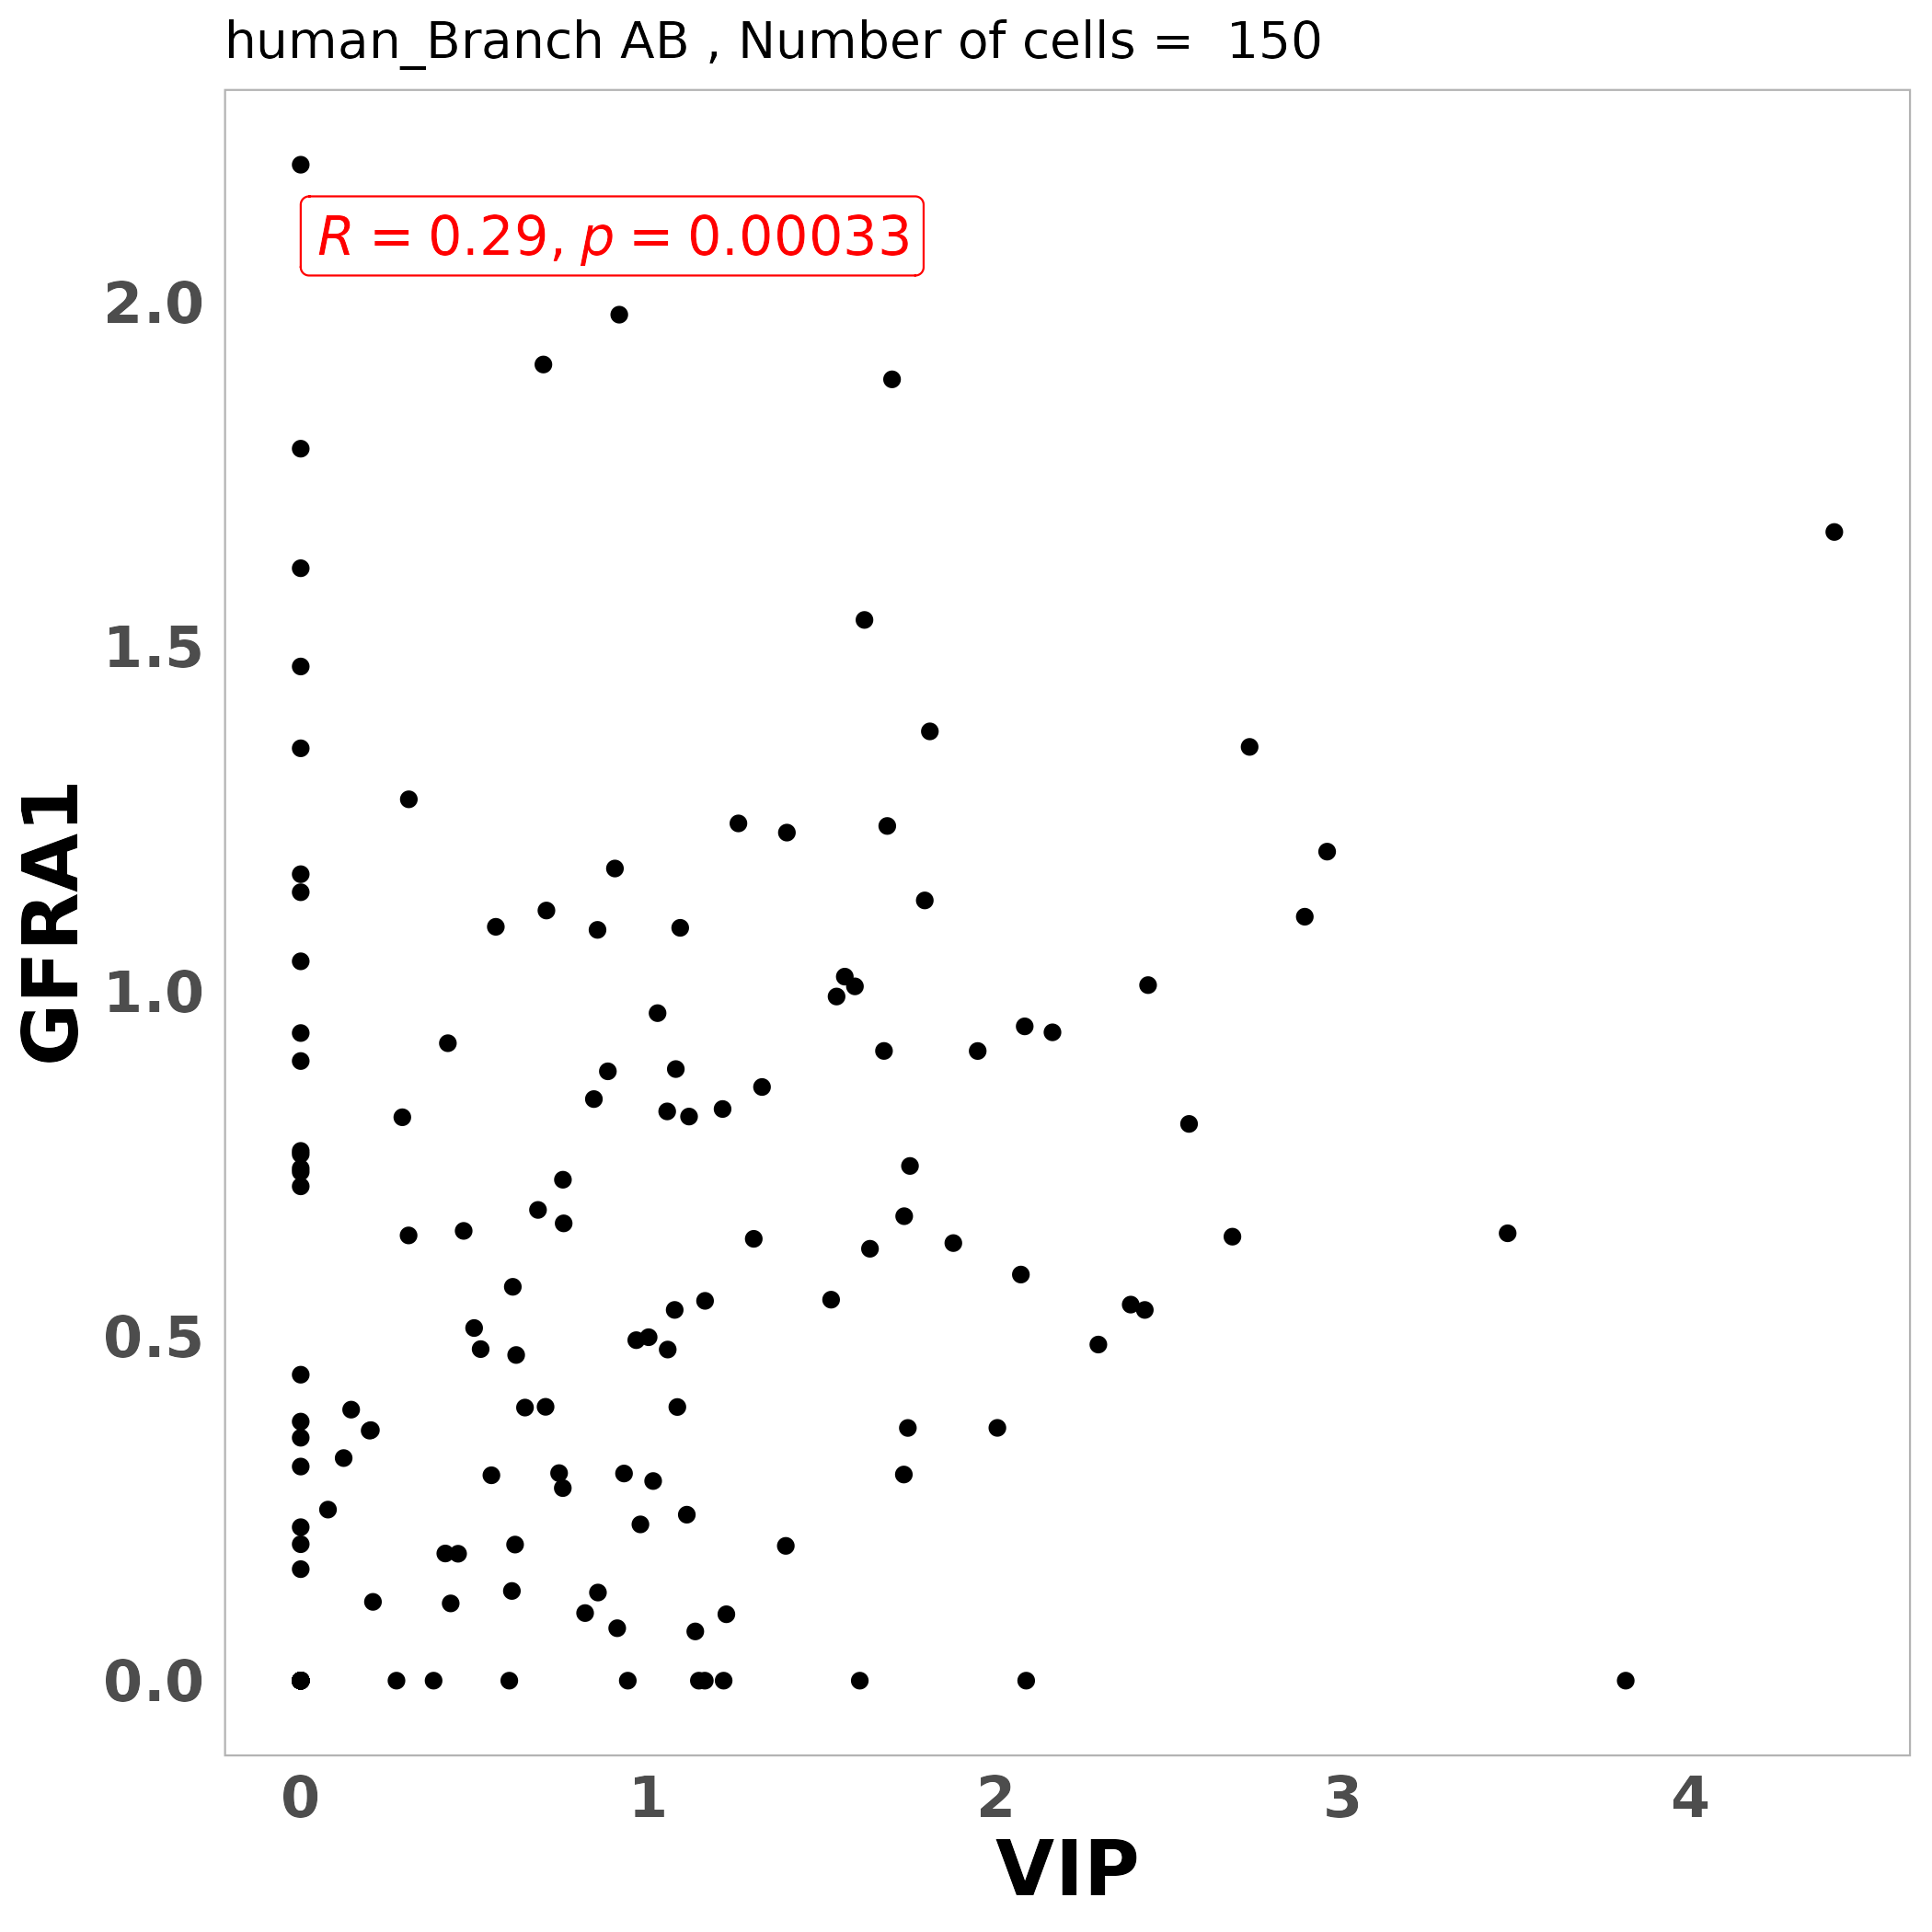 human_Branch AB , Number of cells =  150
R = 0.29, p = 0.00033
2.0
1.5
1.0
0.5
0.0
GFRA1
0 1 2 3 4
VIP